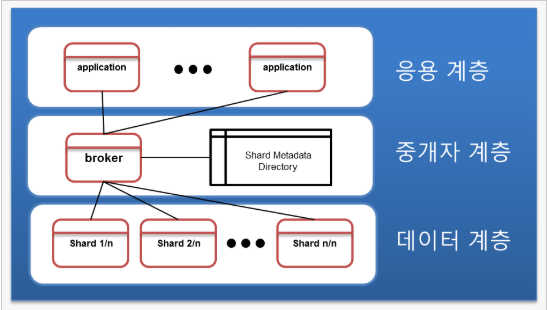 application
application
응용 계층
broker
Shard Metadata
Directory
중개자 계층
Shard 1/n
Shard 2/n
Shard n/n
데이터 계층